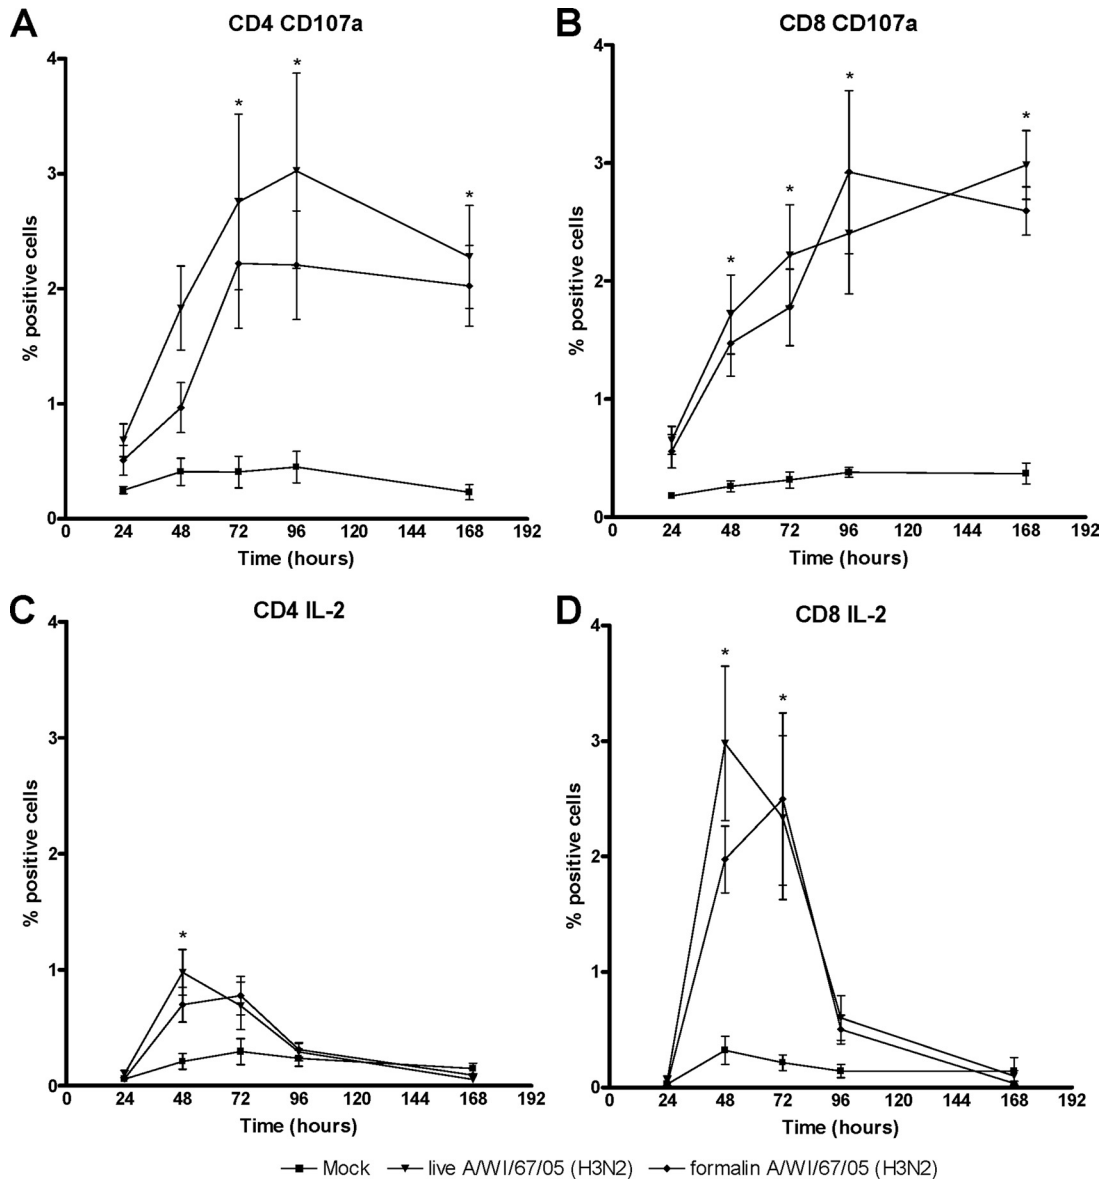 A
CD4 CD107a
4
3
2
1
0
% positive cells
*
*
*
0 24 48 72 96 120 144 168 192
Time (hours)
B
CD8 CD107a
4
3
2
1
0
% positive cells
*
*
*
*
0 24 48 72 96 120 144 168 192
Time (hours)
C
CD4 IL-2
4
3
2
1
0
% positive cells
*
0 24 48 72 96 120 144 168 192
Time (hours)
D
CD8 IL-2
4
3
2
1
0
% positive cells
*
*
0 24 48 72 96 120 144 168 192
Time (hours)
Mock live A/WI/67/05 (H3N2) formalin A/WI/67/05 (H3N2)